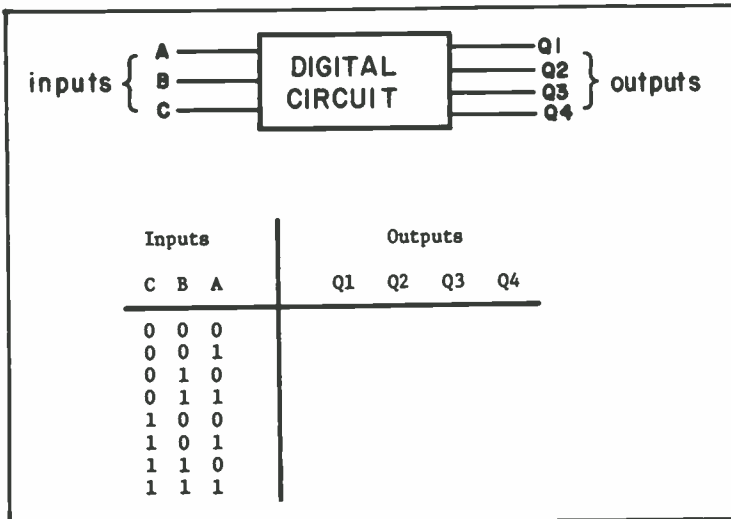 A
B
C
inputs
DIGITAL
CIRCUIT
Q1
Q2
Q3
Q4
outputs
Inputs Outputs
C B A Q1 Q2 Q3 Q4
0 0 0
0 0 1
0 1 0
0 1 1
1 0 0
1 0 1
1 1 0
1 1 1